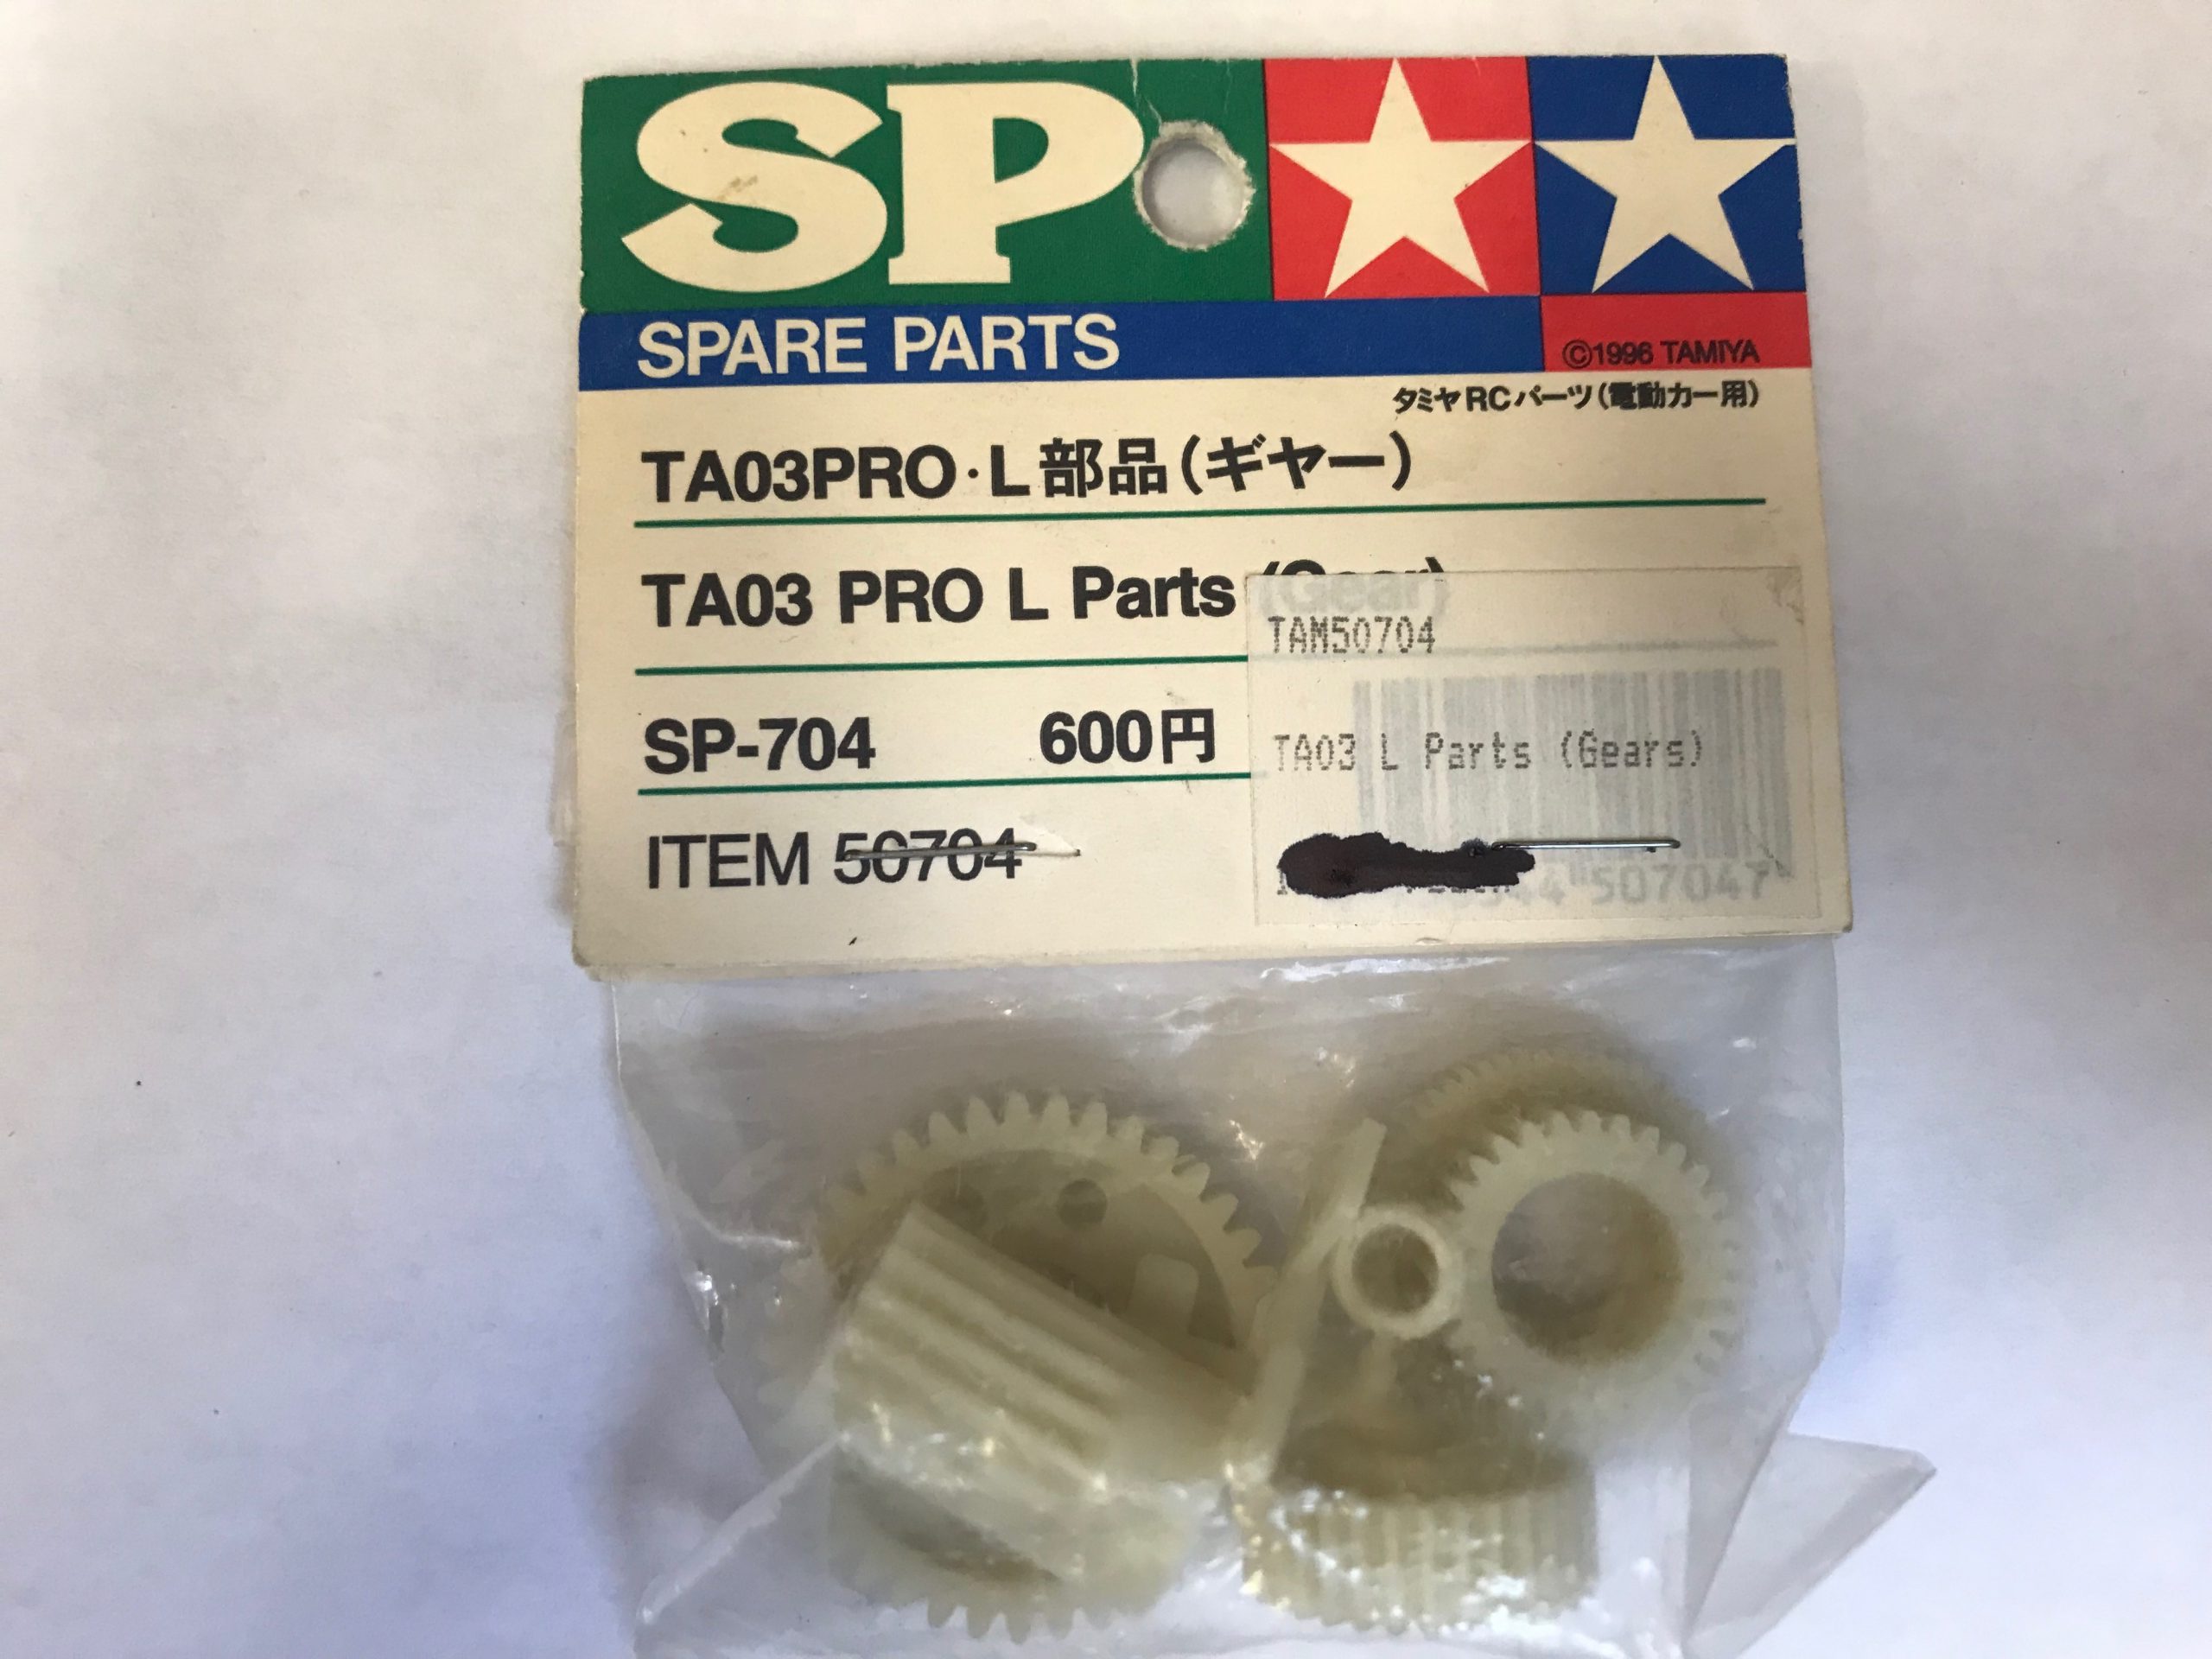 SP
SPARE PARTS
©1996 TAMIYA
タミヤRCパーツ(電動カー用)
TA03PRO・L部品(ギヤー)
TA03 PRO L Parts (Gear)
TAM50704
SP-704 600円
TA03 L Parts (Gears)
ITEM 50704
507047